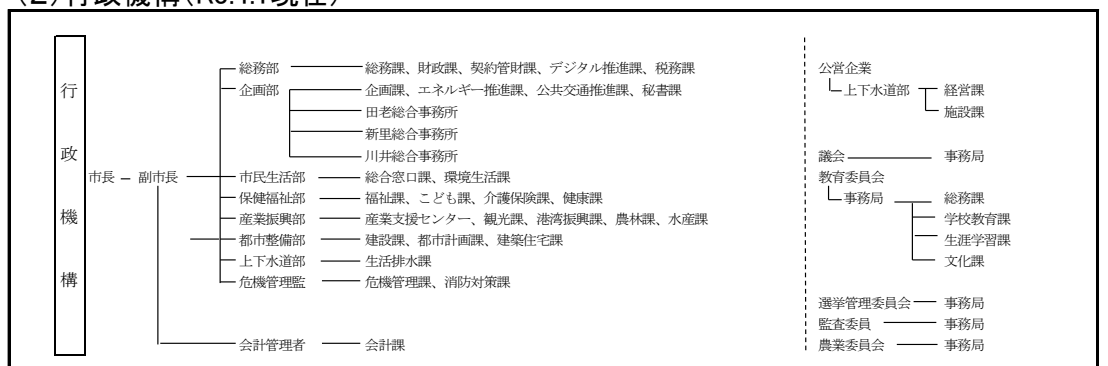 (2)行政機構(R5.4.1現在)
行政機構
市長 － 副市長
総務部 総務課、財政課、契約管財課、デジタル推進課、税務課
企画部 企画課、エネルギー推進課、公共交通推進課、秘書課
田老総合事務所
新里総合事務所
川井総合事務所
市民生活部 総合窓口課、環境生活課
保健福祉部 福祉課、こども課、介護保険課、健康課
産業振興部 産業支援センター、観光課、港湾振興課、農林課、水産課
都市整備部 建設課、都市計画課、建築住宅課
上下水道部 生活排水課
危機管理監 危機管理課、消防対策課
会計管理者 会計課
公営企業
上下水道部 経営課
施設課
議会 事務局
教育委員会
事務局 総務課
学校教育課
生涯学習課
文化課
選挙管理委員会 事務局
監査委員 事務局
農業委員会 事務局